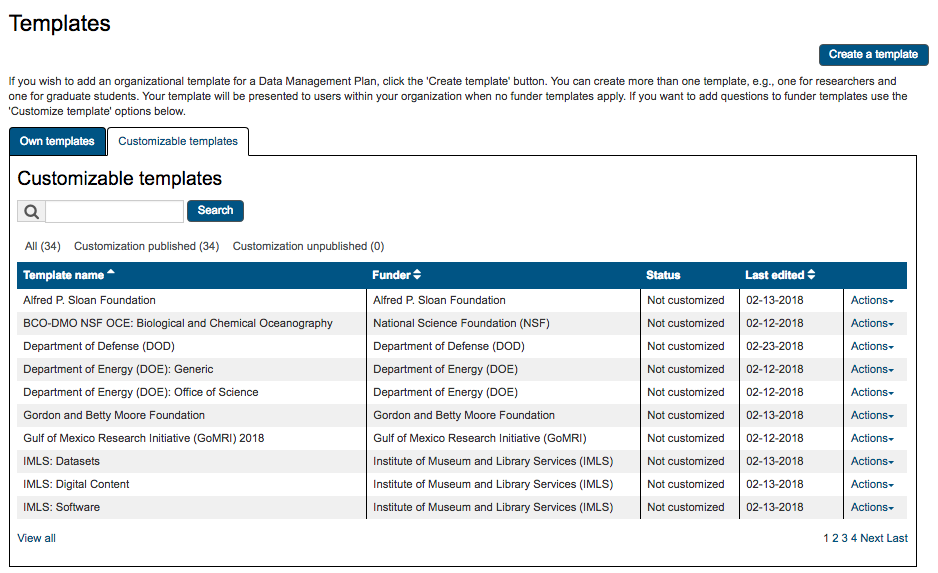 Templates
Create a template
If you wish to add an organizational template for a Data Management Plan, click the 'Create template' button. You can create more than one template, e.g., one for researchers and
one for graduate students. Your template will be presented to users within your organization when no funder templates apply. If you want to add questions to funder templates use the
'Customize template' options below.
Own templates Customizable templates
Customizable templates
Search
All (34) Customization published (34) Customization unpublished (0)
Template name Funder Status Last edited
Alfred P. Sloan Foundation Alfred P. Sloan Foundation Not customized 02-13-2018 Actions
BCO-DMO NSF OCE: Biological and Chemical Oceanography National Science Foundation (NSF) Not customized 02-12-2018 Actions
Department of Defense (DOD) Department of Defense (DOD) Not customized 02-23-2018 Actions
Department of Energy (DOE): Generic Department of Energy (DOE) Not customized 02-12-2018 Actions
Department of Energy (DOE): Office of Science Department of Energy (DOE) Not customized 02-12-2018 Actions
Gordon and Betty Moore Foundation Gordon and Betty Moore Foundation Not customized 02-13-2018 Actions
Gulf of Mexico Research Initiative (GoMRI) 2018 Gulf of Mexico Research Initiative (GoMRI) Not customized 02-12-2018 Actions
IMLS: Datasets Institute of Museum and Library Services (IMLS) Not customized 02-13-2018 Actions
IMLS: Digital Content Institute of Museum and Library Services (IMLS) Not customized 02-13-2018 Actions
IMLS: Software Institute of Museum and Library Services (IMLS) Not customized 02-13-2018 Actions
View all 1 2 3 4 Next Last